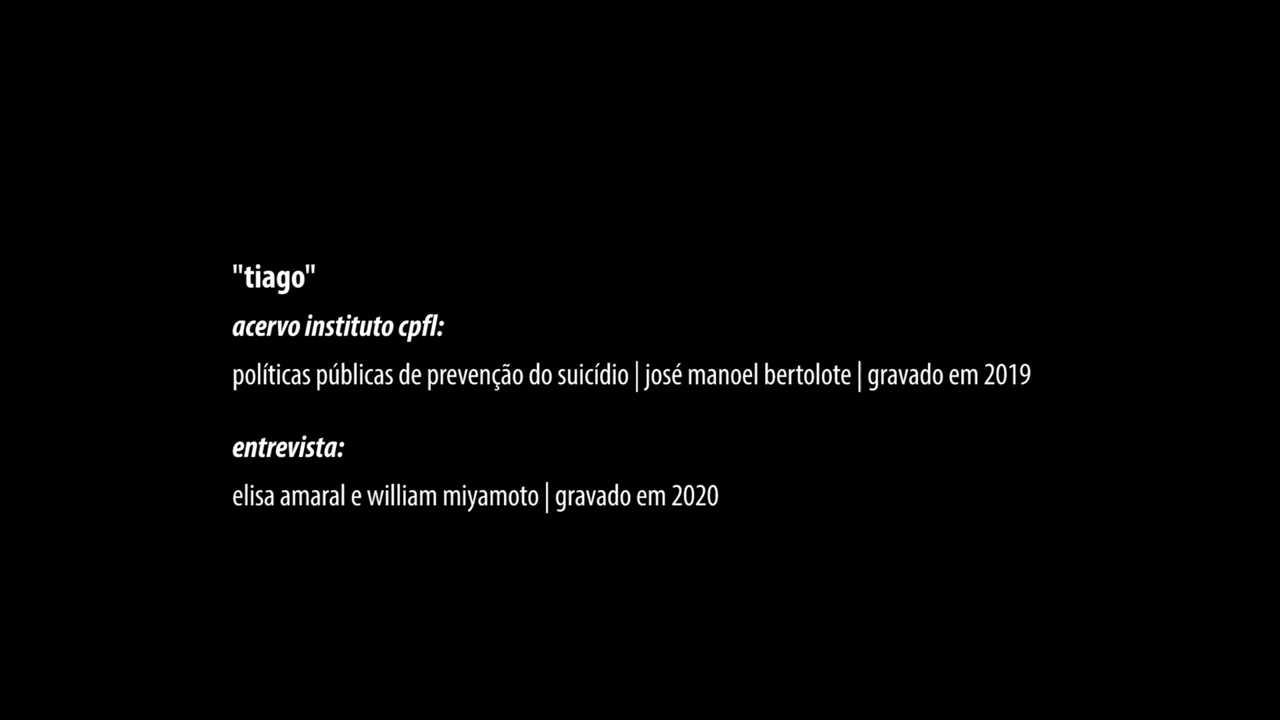 "tiago"
acervo instituto cpfl:
políticas públicas de prevenção do suicídio | josé manoel bertolote | gravado em 2019
entrevista:
elisa amaral e william miyamoto | gravado em 2020